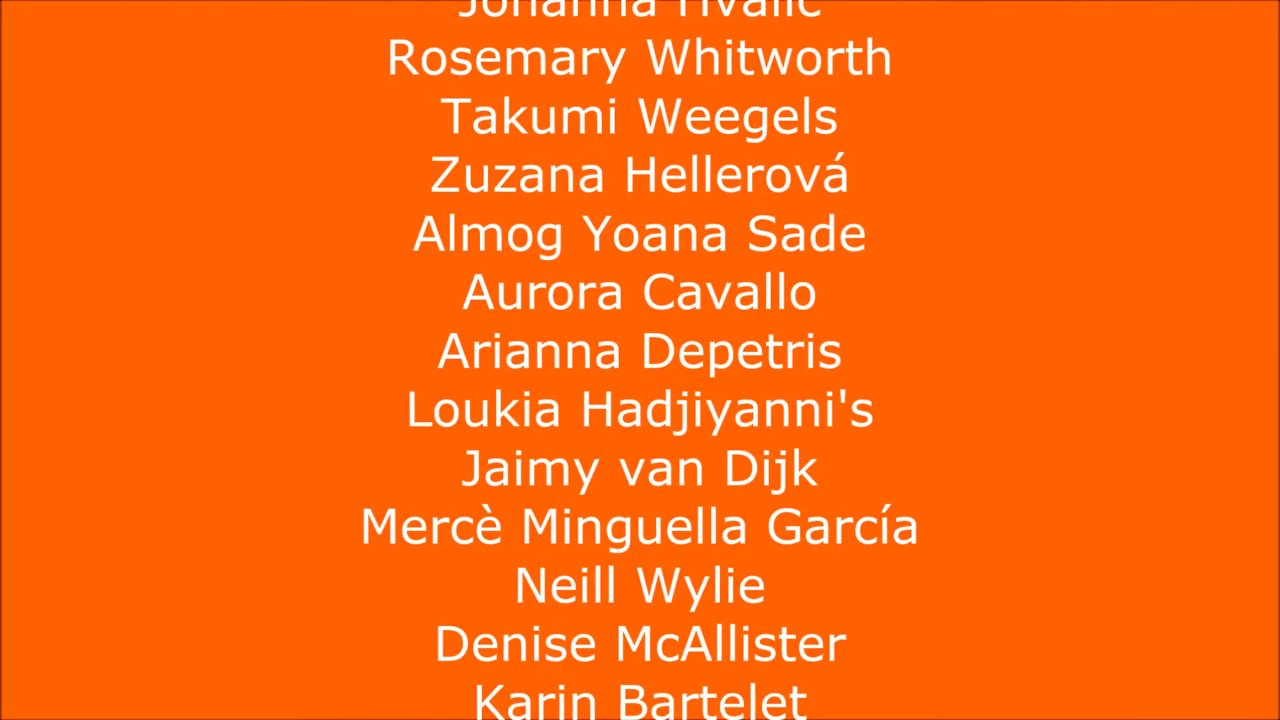 Johanna
Rosemary Whitworth
Takumi Weegels
Zuzana Hellerová
Almog Yoana Sade
Aurora Cavallo
Arianna Depetris
Loukia Hadjiyanni's
Jaimy van Dijk
Mercè Minguella García
Neill Wylie
Denise McAllister
Karin Bartelet